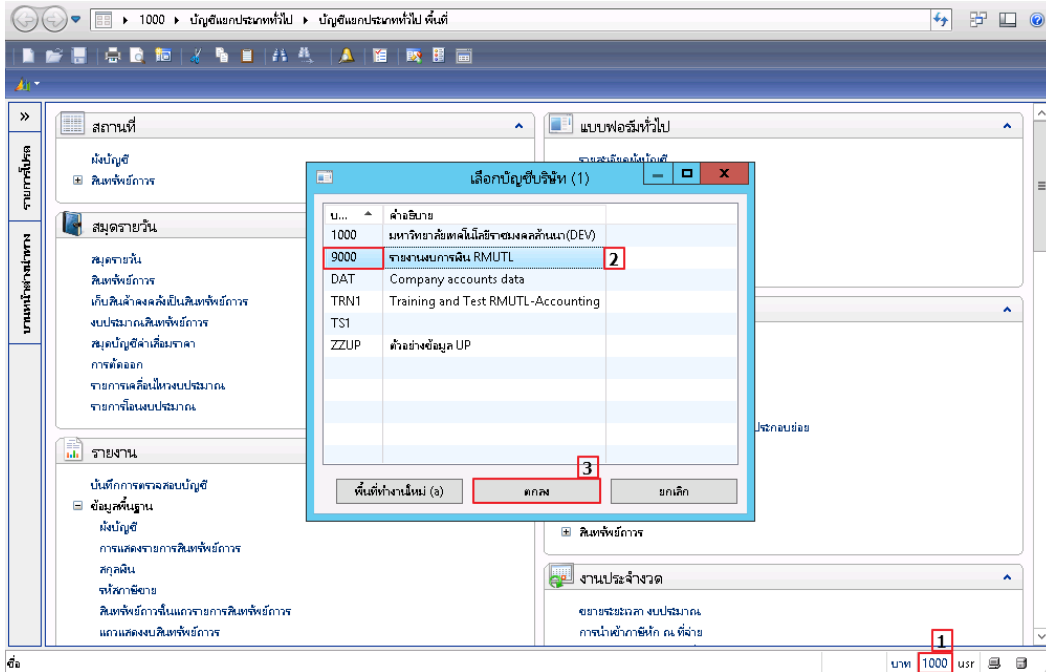 1000 ▸ บัญชีแยกประเภททั่วไป ▸ บัญชีแยกประเภททั่วไป พื้นที่
รายการโปรด
บานหน้าต่างนำทาง
สถานที่
ผังบัญชี
สินทรัพย์ถาวร
สมุดรายวัน
สมุดรายวัน
สินทรัพย์ถาวร
เก็บสินค้าคงคลังเป็นสินทรัพย์ถาวร
งบประมาณสินทรัพย์ถาวร
สมุดบัญชีค่าเสื่อมราคา
การตัดออก
รายการเคลื่อนไหวงบประมาณ
รายการโอนงบประมาณ
รายงาน
บันทึกการตรวจสอบบัญชี
ข้อมูลพื้นฐาน
ผังบัญชี
การแสดงรายการสินทรัพย์ถาวร
สกุลเงิน
รหัสภาษีขาย
สินทรัพย์ถาวรในแถวรายการสินทรัพย์ถาวร
แถวแสดงงบสินทรัพย์ถาวร
แบบฟอร์มทั่วไป
รายละเอียดผังบัญชี
ประกอบย่อย
สินทรัพย์ถาวร
งานประจำงวด
ขยายระยะเวลา งบประมาณ
การนำเข้าภาษีหัก ณ ที่จ่าย
เลือกบัญชีบริษัท (1)
บ... คำอธิบาย
1000 มหาวิทยาลัยเทคโนโลยีราชมงคลล้านนา(DEV)
9000 รายงานงบการเงิน RMUTL 2
DAT Company accounts data
TRN1 Training and Test RMUTL-Accounting
TS1
ZZUP ตัวอย่างข้อมูล UP
3
พื้นที่ทำงานใหม่ (a) ตกลง ยกเลิก
1
ชื่อ บาท 1000 usr